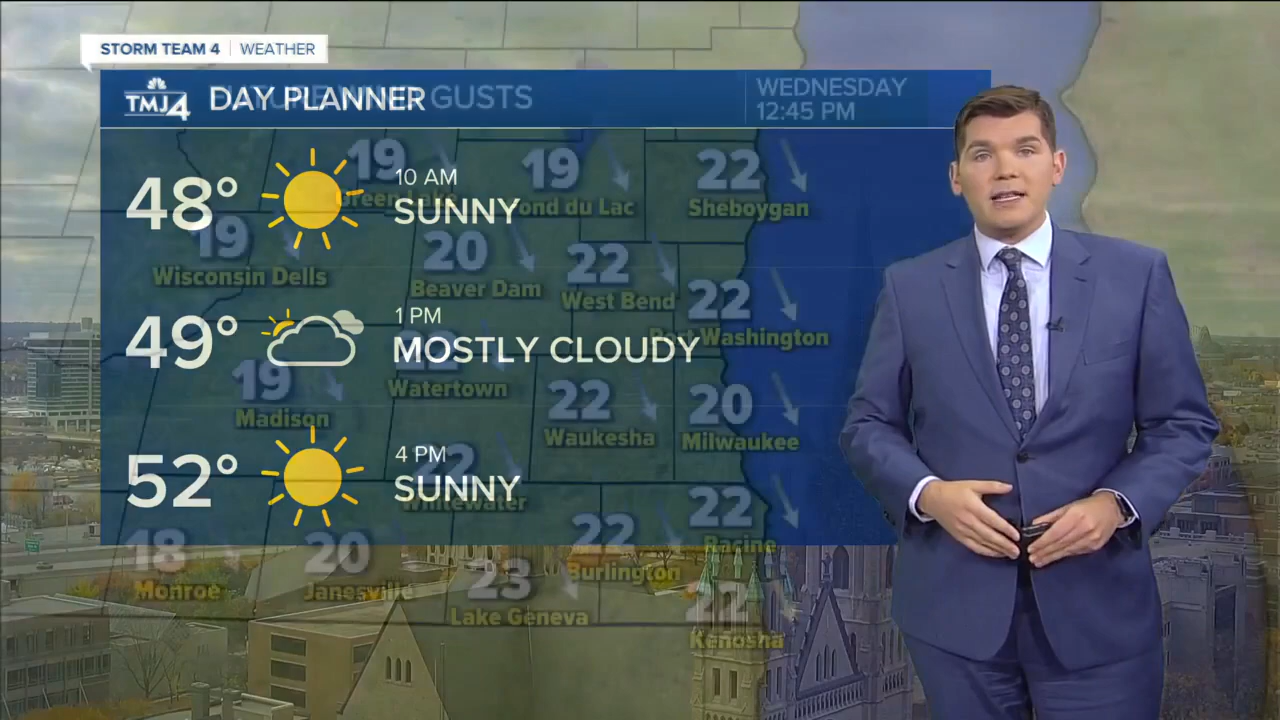 STORM TEAM 4 | WEATHER
TMJ4 DAY PLANNER
GUSTS
WEDNESDAY
12:45 PM
48° 10 AM
SUNNY
49° 1 PM
MOSTLY CLOUDY
52° 4 PM
SUNNY
19
19 Fond du Lac
22 Sheboygan
19 Wisconsin Dells
20 Beaver Dam
22 West Bend
22 Port Washington
22 Watertown
19 Madison
22 Waukesha
20 Milwaukee
22 Whitewater
22 Racine
18 Monroe
20 Janesville
23 Lake Geneva
22 Burlington
22 Kenosha